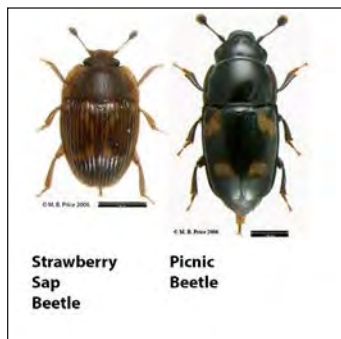 © M. B. Price 2006
© M. B. Price 2006
Strawberry
Sap
Beetle
Picnic
Beetle